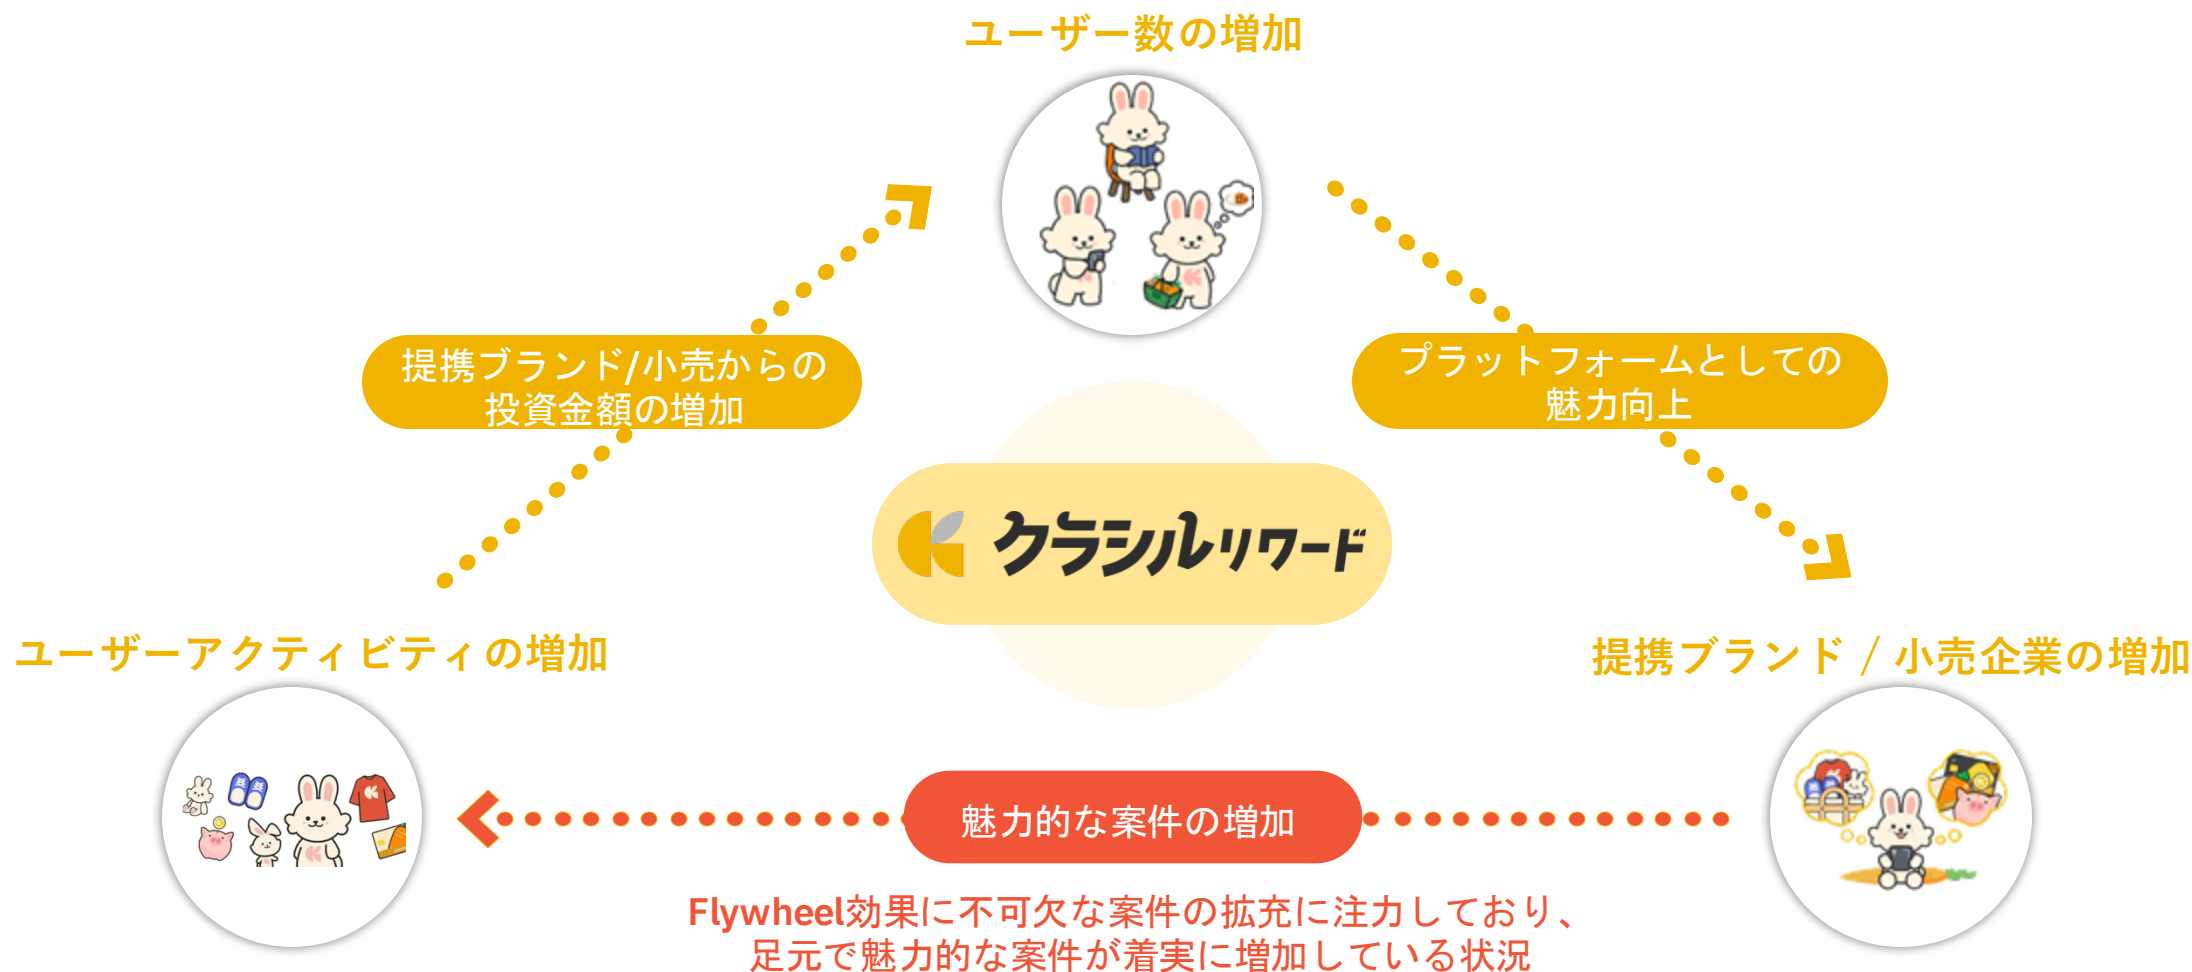 ユーザー数の増加
提携ブランド/小売からの
投資金額の増加
プラットフォームとしての
魅力向上
クラシルリワード
ユーザーアクティビティの増加
提携ブランド / 小売企業の増加
魅力的な案件の増加
Flywheel効果に不可欠な案件の拡充に注力しており、
足元で魅力的な案件が着実に増加している状況